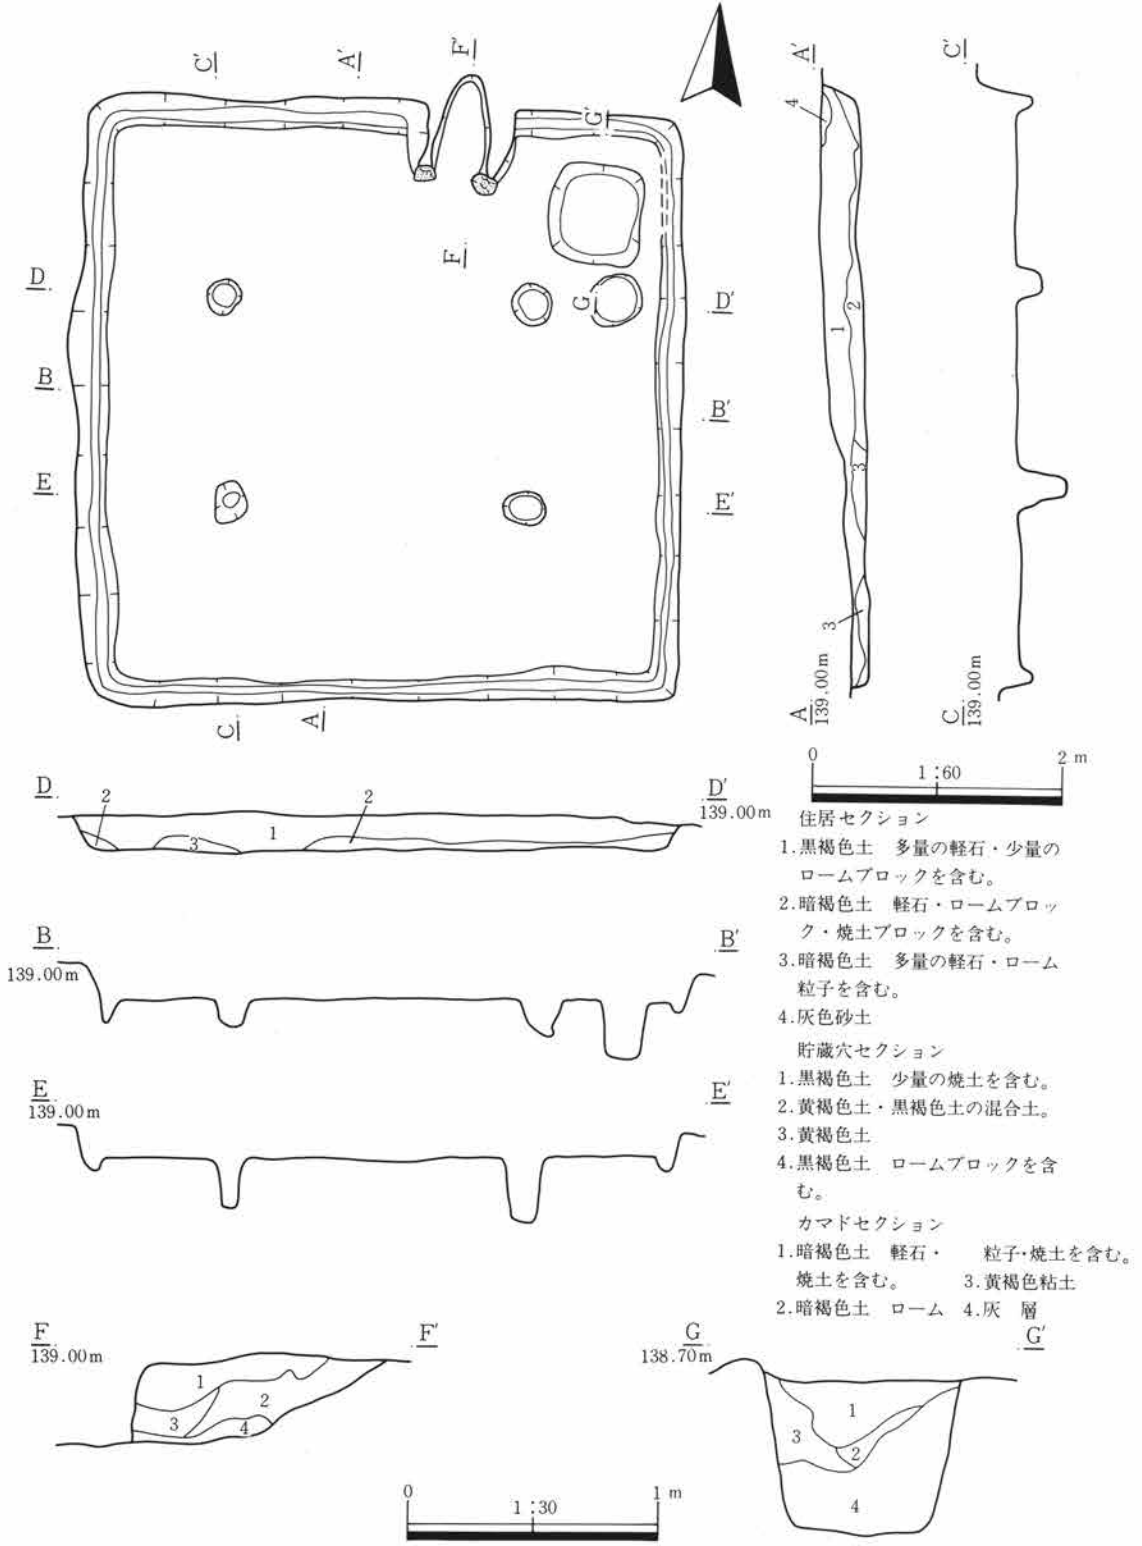 C' A' F' A' C'
4
G'
D D'
F G
1 2
B B'
3
E E'
3
C A
A 139.00m
C 139.00m
0 1:60 2 m
D D'
139.00m
2 2
3 1
住居セクション
1.黒褐色土 多量の軽石・少量の
ロームブロックを含む。
2.暗褐色土 軽石・ロームブロッ
ク・焼土ブロックを含む。
3.暗褐色土 多量の軽石・ローム
粒子を含む。
4.灰色砂土
B B'
139.00m
貯蔵穴セクション
1.黒褐色土 少量の焼土を含む。
2.黄褐色土・黒褐色土の混合土。
3.黄褐色土
4.黒褐色土 ロームブロックを含
む。
E E'
139.00m
カマドセクション
1.暗褐色土 軽石・
焼土を含む。
2.暗褐色土 ローム
粒子・焼土を含む。
3.黄褐色粘土
4.灰 層
F F'
139.00m
1
2
3 4
G G'
138.70m
1
3 2
4
0 1:30 1 m